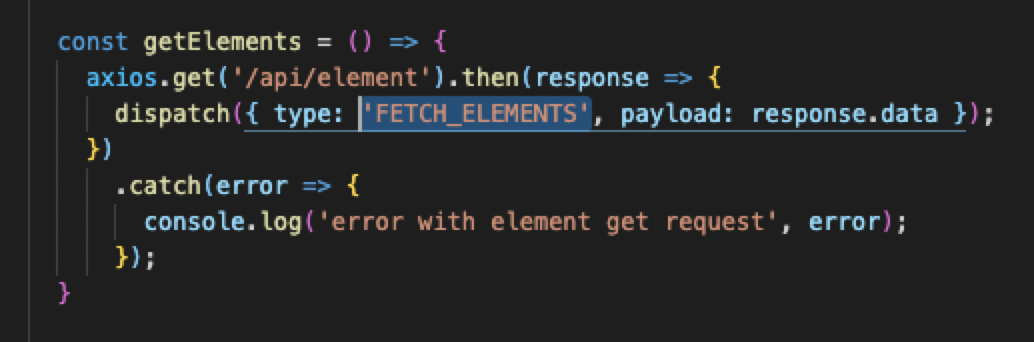 const getElements = () => {
axios.get('/api/element').then(response => {
dispatch({ type: 'FETCH_ELEMENTS', payload: response.data });
})
.catch(error => {
console.log('error with element get request', error);
});
}